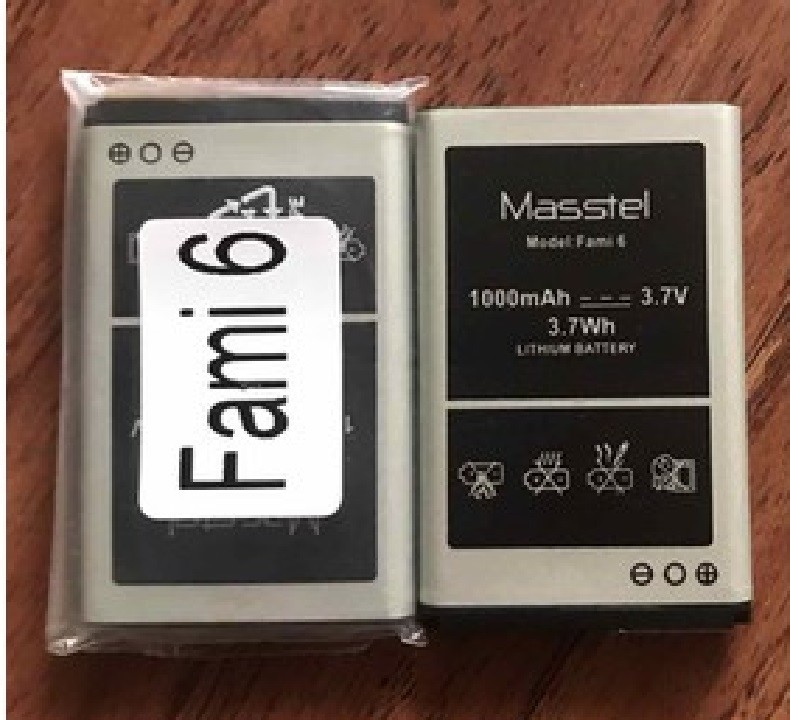 Fami 6
Masstel
Model:Fami 6
1000mAh --- 3.7V
3.7Wh
LITHIUM BATTERY